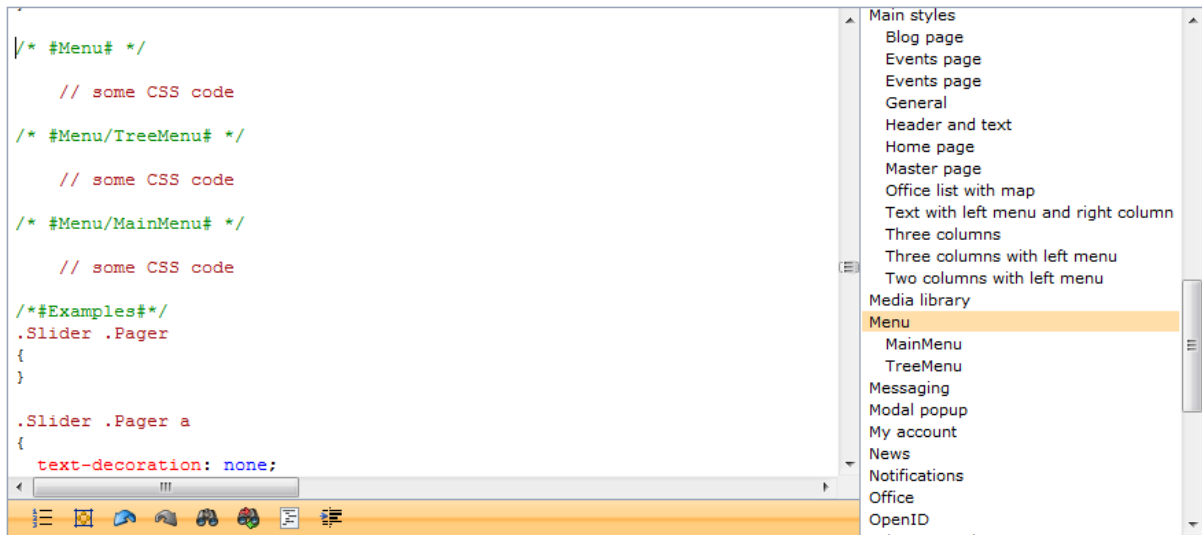 }
/* #Menu# */
// some CSS code
/* #Menu/TreeMenu# */
// some CSS code
/* #Menu/MainMenu# */
// some CSS code
/*#Examples#*/
.Slider .Pager
{
}
.Slider .Pager a
{
text-decoration: none;
Main styles
Blog page
Events page
Events page
General
Header and text
Home page
Master page
Office list with map
Text with left menu and right column
Three columns
Three columns with left menu
Two columns with left menu
Media library
Menu
MainMenu
TreeMenu
Messaging
Modal popup
My account
News
Notifications
Office
OpenID